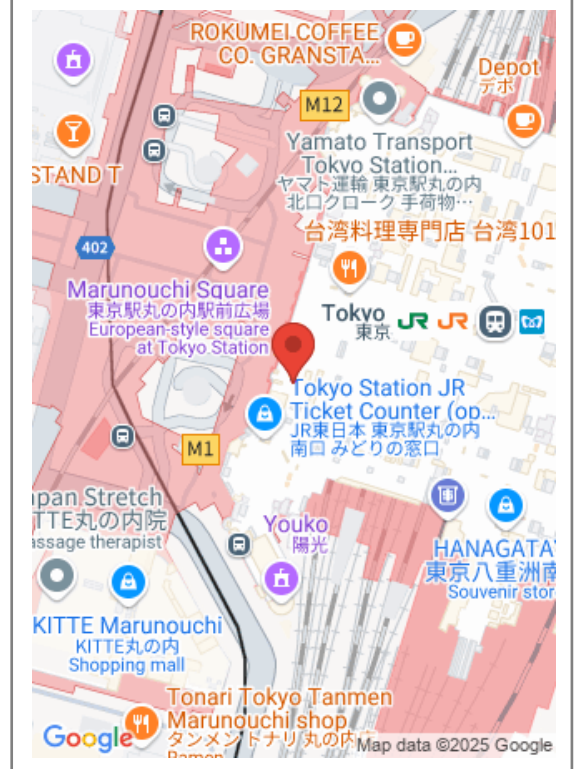 ROKUMEI COFFEE
CO. GRANSTA...
Depot
デポ
M12
STAND T
Yamato Transport
Tokyo Station...
ヤマト運輸 東京駅丸の内
北口クローク 手荷物…
台湾料理専門店 台湾101
402
Marunouchi Square
東京駅丸の内駅前広場
European-style square
at Tokyo Station
Tokyo
東京
JR
JR
Tokyo Station JR
Ticket Counter (op...
JR東日本 東京駅丸の内
南口 みどりの窓口
M1
apan Stretch
TTE丸の内院
assage therapist
Youko
陽光
HANAGATAY
東京八重洲南
Souvenir stor
KITTE Marunouchi
KITTE丸の内
Shopping mall
Tonari Tokyo Tanmen
Marunouchi shop
タンメン トナリ 丸の内
Ramen
Google
Map data ©2025 Google